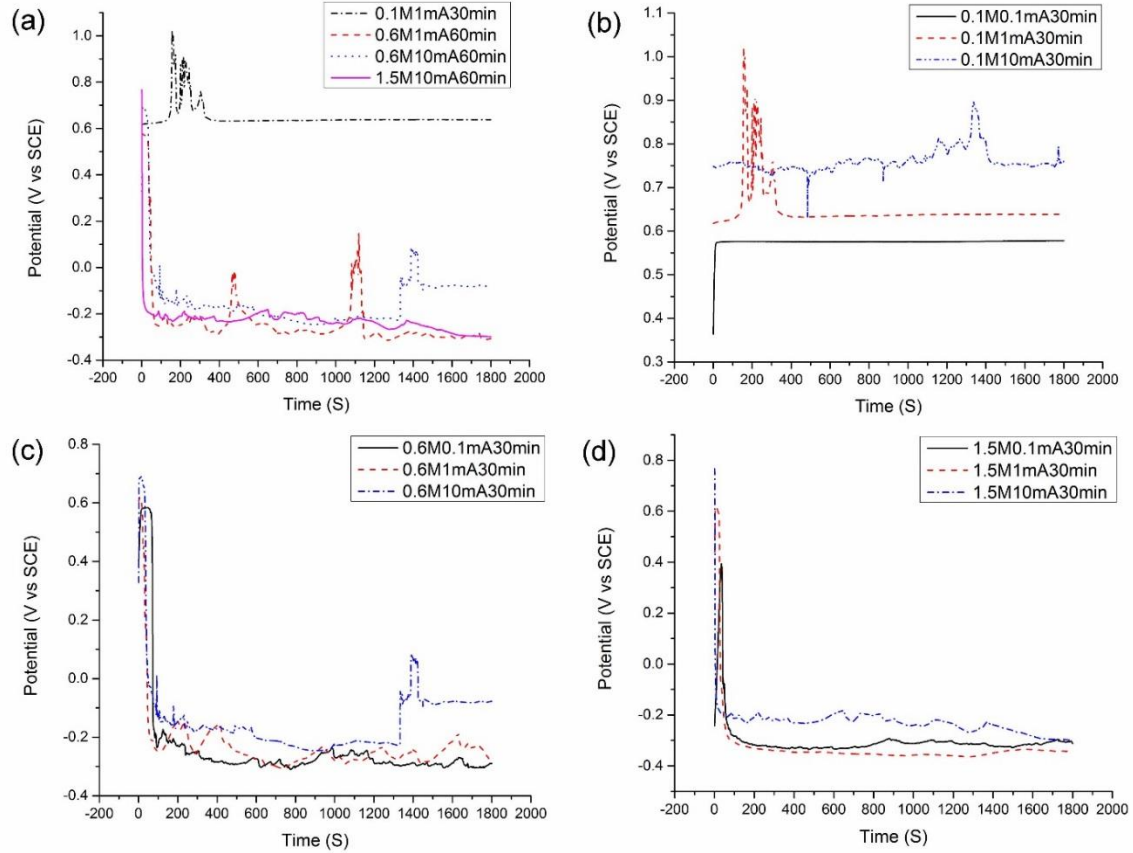 (a)
0.1M1mA30min
0.6M1mA60min
0.6M10mA60min
1.5M10mA60min
Potential (V vs SCE)
1.0
0.8
0.6
0.4
0.2
0.0
-0.2
-0.4
-200 0 200 400 600 800 1000 1200 1400 1600 1800 2000
Time (S)
(b)
0.1M0.1mA30min
0.1M1mA30min
0.1M10mA30min
Potential (V vs SCE)
1.1
1.0
0.9
0.8
0.7
0.6
0.5
0.4
0.3
-200 0 200 400 600 800 1000 1200 1400 1600 1800 2000
Time (S)
(c)
0.6M0.1mA30min
0.6M1mA30min
0.6M10mA30min
Potential (V vs SCE)
0.8
0.6
0.4
0.2
0.0
-0.2
-0.4
-200 0 200 400 600 800 1000 1200 1400 1600 1800 2000
Time (S)
(d)
1.5M0.1mA30min
1.5M1mA30min
1.5M10mA30min
Potential (V vs SCE)
0.8
0.6
0.4
0.2
0.0
-0.2
-0.4
-200 0 200 400 600 800 1000 1200 1400 1600 1800 2000
Time (S)